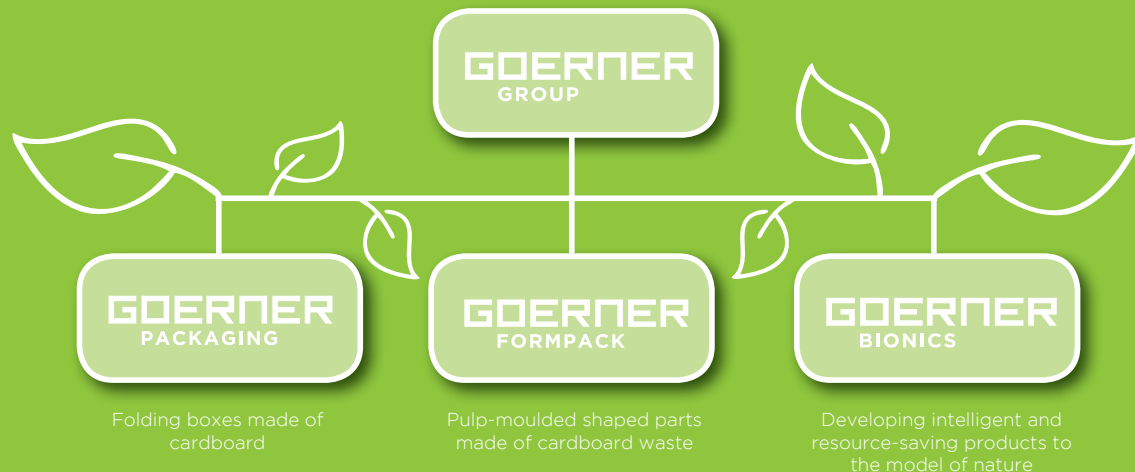 GOERNER
GROUP
GOERNER
PACKAGING
GOERNER
FORMPACK
GOERNER
BIONICS
Folding boxes made of
cardboard
Pulp-moulded shaped parts
made of cardboard waste
Developing intelligent and
resource-saving products to
the model of nature